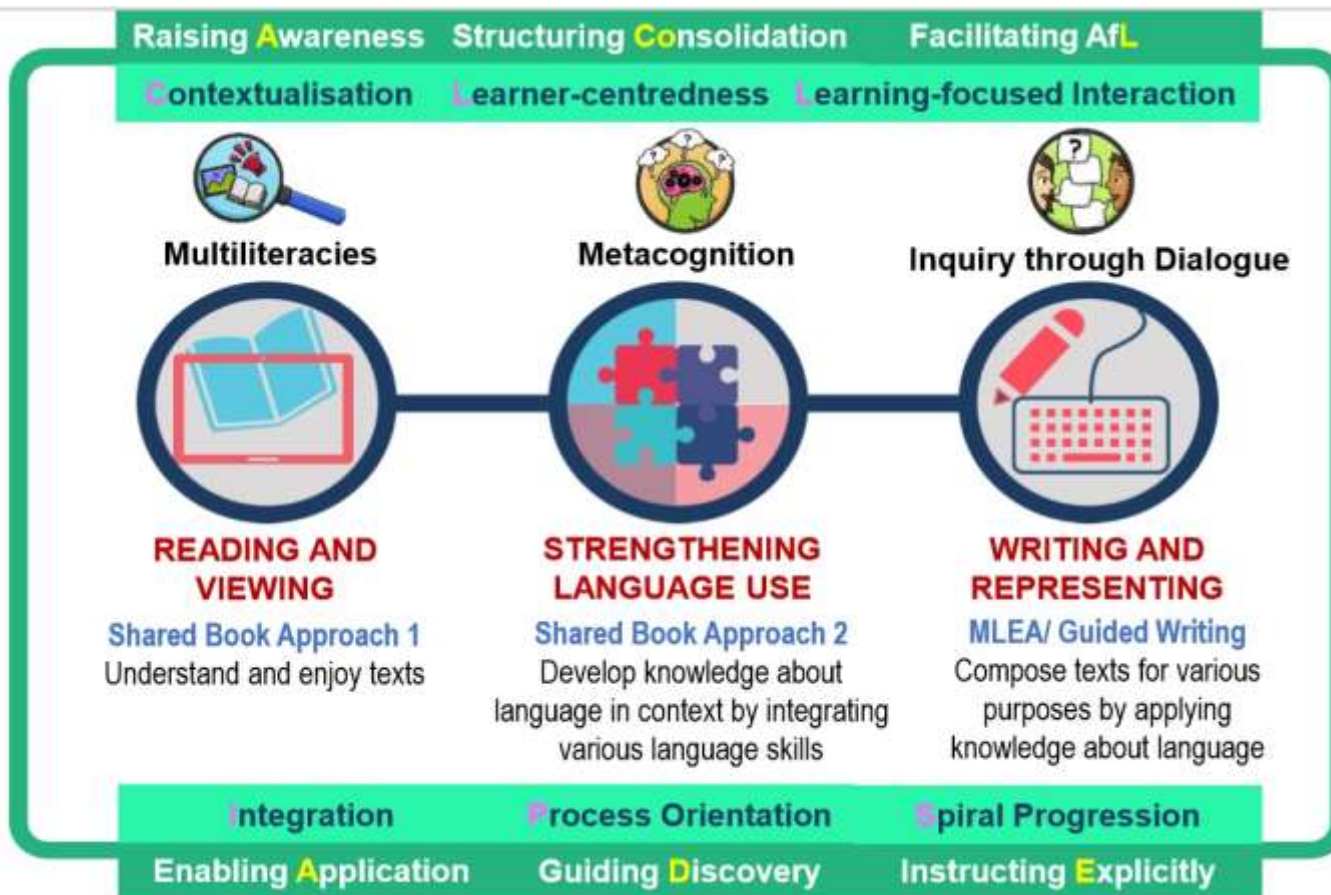 Raising Awareness Structuring Consolidation Facilitating AfL
Contextualisation Learner-centredness Learning-focused Interaction
?
? ? ?
Multiliteracies Metacognition Inquiry through Dialogue
READING AND
VIEWING
Shared Book Approach 1
Understand and enjoy texts
STRENGTHENING
LANGUAGE USE
Shared Book Approach 2
Develop knowledge about
language in context by integrating
various language skills
WRITING AND
REPRESENTING
MLEA/ Guided Writing
Compose texts for various
purposes by applying
knowledge about language
Integration Process Orientation Spiral Progression
Enabling Application Guiding Discovery Instructing Explicitly